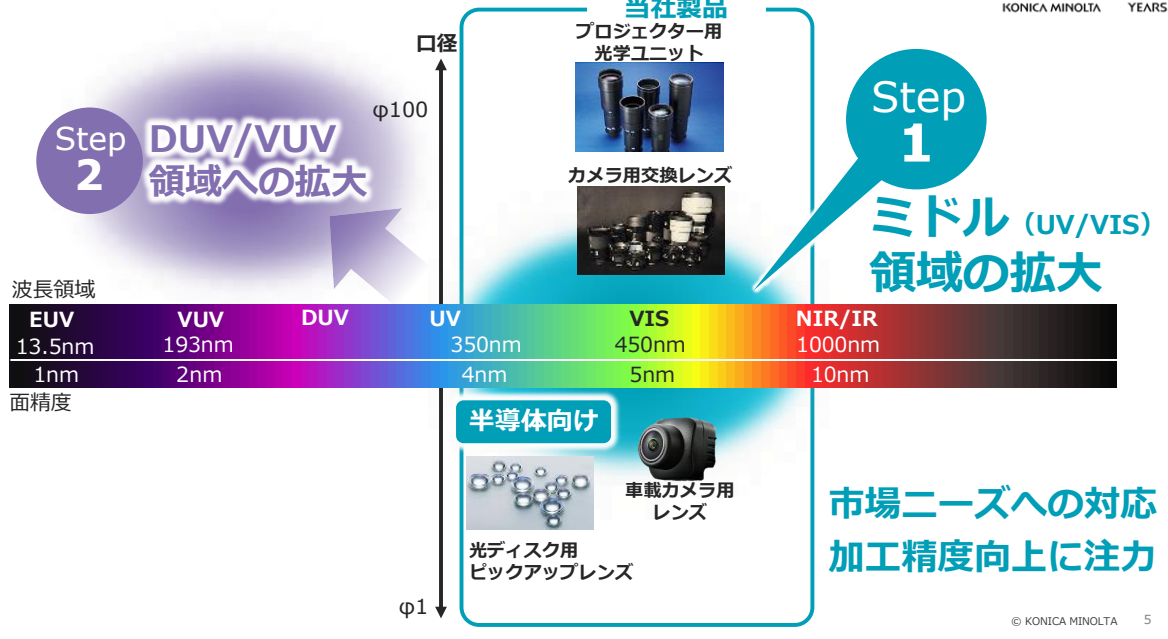 当社製品
KONICA MINOLTA YEARS
口径
プロジェクター用
光学ユニット
φ100
Step
1
Step
2
DUV/VUV
領域への拡大
カメラ用交換レンズ
ミドル（UV/VIS）
領域の拡大
波長領域
EUV VUV DUV UV VIS NIR/IR
13.5nm 193nm 350nm 450nm 1000nm
1nm 2nm 4nm 5nm 10nm
面精度
半導体向け
車載カメラ用
レンズ
光ディスク用
ピックアップレンズ
市場ニーズへの対応
加工精度向上に注力
φ1
© KONICA MINOLTA 5